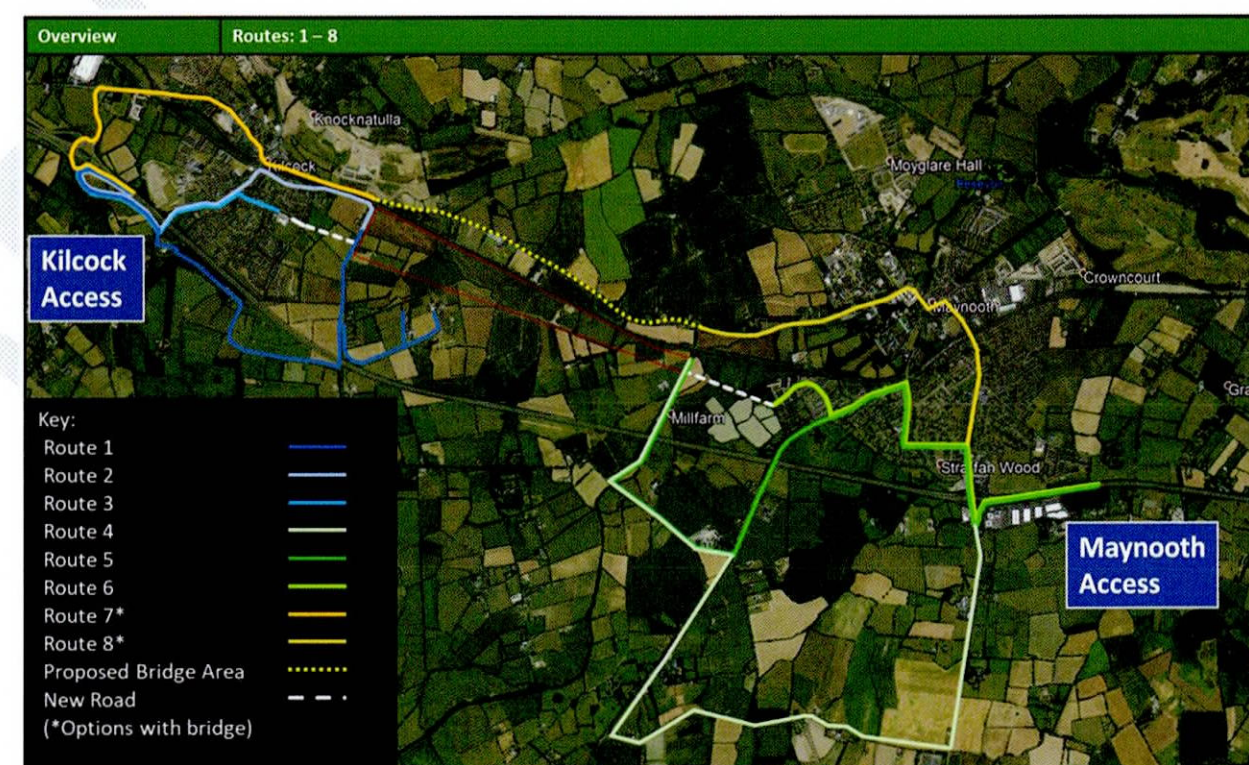 Overview
Routes: 1 – 8
Knocknatulla
Kilcock
Moyglare Hall
Crowncourt
Maynooth
Kilcock
Access
Millfarm
Straffan Wood
Maynooth
Access
Key:
Route 1
Route 2
Route 3
Route 4
Route 5
Route 6
Route 7*
Route 8*
Proposed Bridge Area
New Road
(*Options with bridge)